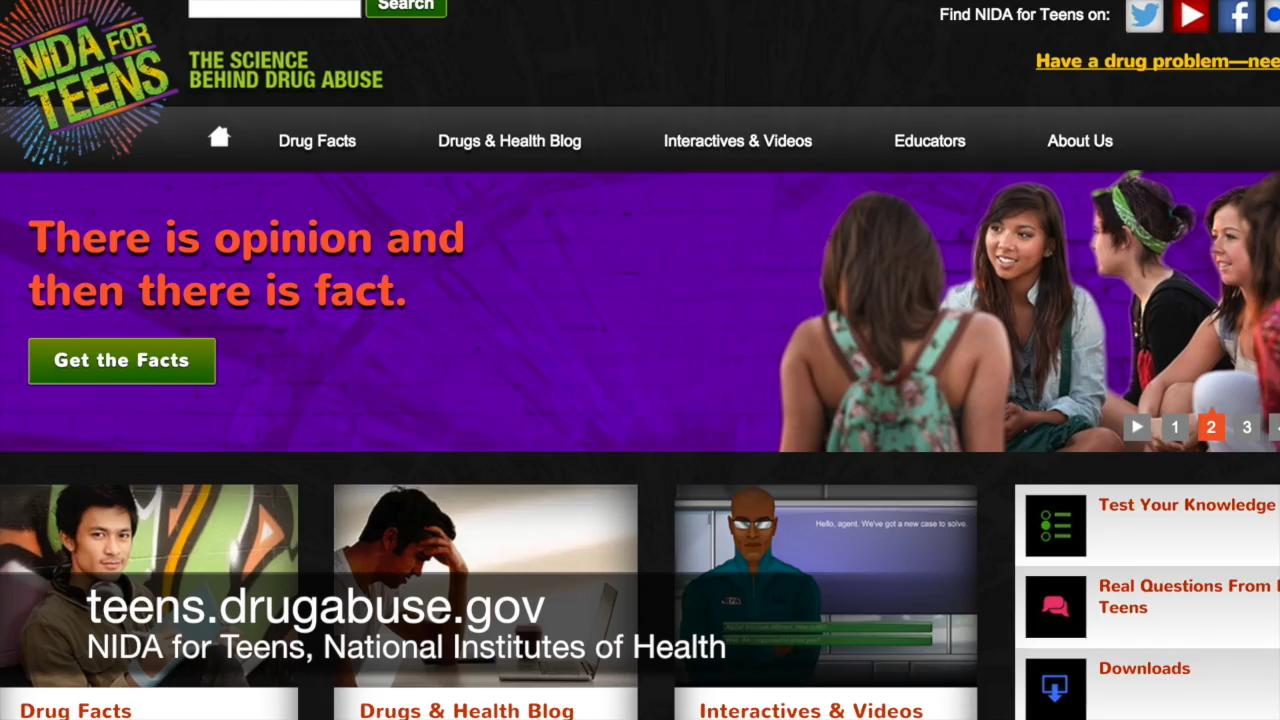 Search
Find NIDA for Teens on:
NIDA FOR
TEENS
THE SCIENCE
BEHIND DRUG ABUSE
Have a drug problem—nee
Drug Facts
Drugs & Health Blog
Interactives & Videos
Educators
About Us
There is opinion and
then there is fact.
Get the Facts
1
2
3
Hello, agent. We've got a new case to solve.
Test Your Knowledge
Real Questions From
Teens
Downloads
teens.drugabuse.gov
NIDA for Teens, National Institutes of Health
Drug Facts
Drugs & Health Blog
Interactives & Videos